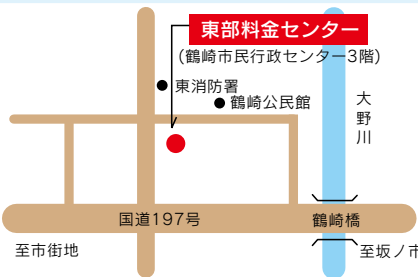 東部料金センター
(鶴崎市民行政センター3階)
東消防署
鶴崎公民館
大野川
国道197号
鶴崎橋
至市街地
至坂ノ市